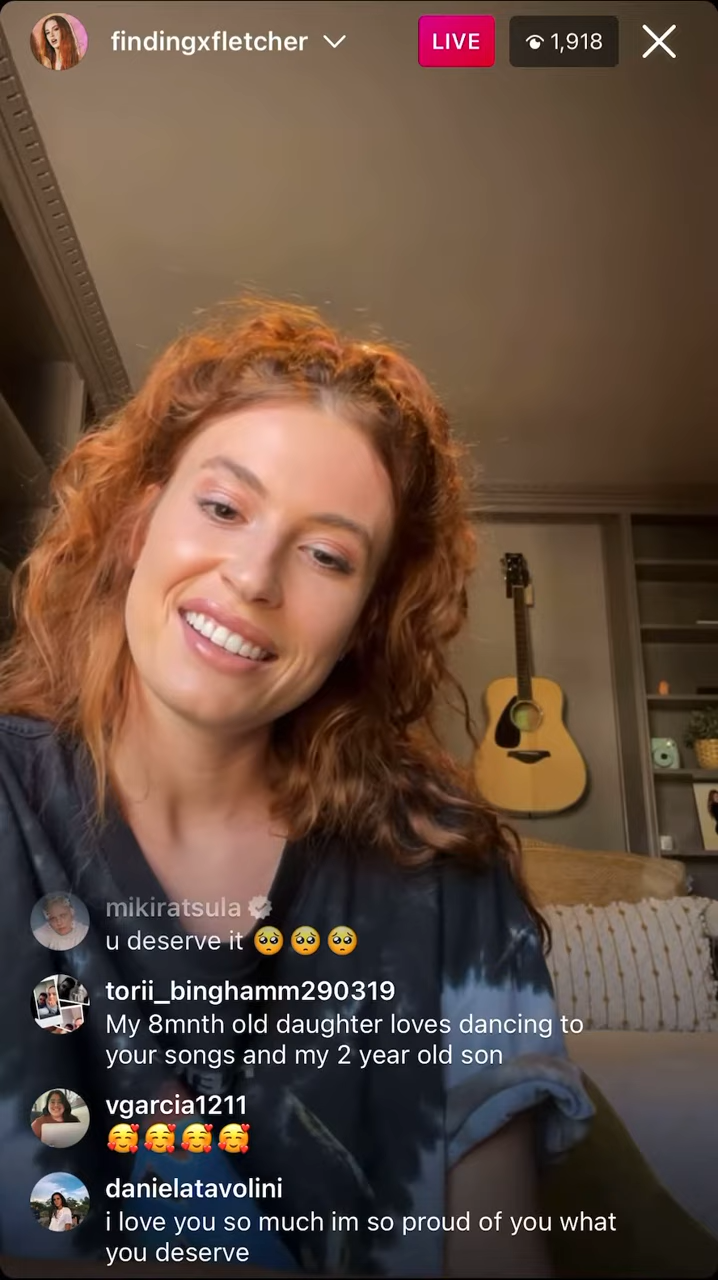 findingxfletcher
LIVE
1,918
mikiratsula
u deserve it 🥺 🥺 🥺
torii_binghamm290319
My 8mnth old daughter loves dancing to
your songs and my 2 year old son
vgarcia1211
🥰🥰🥰🥰
danielatavolini
i love you so much im so proud of you what
you deserve